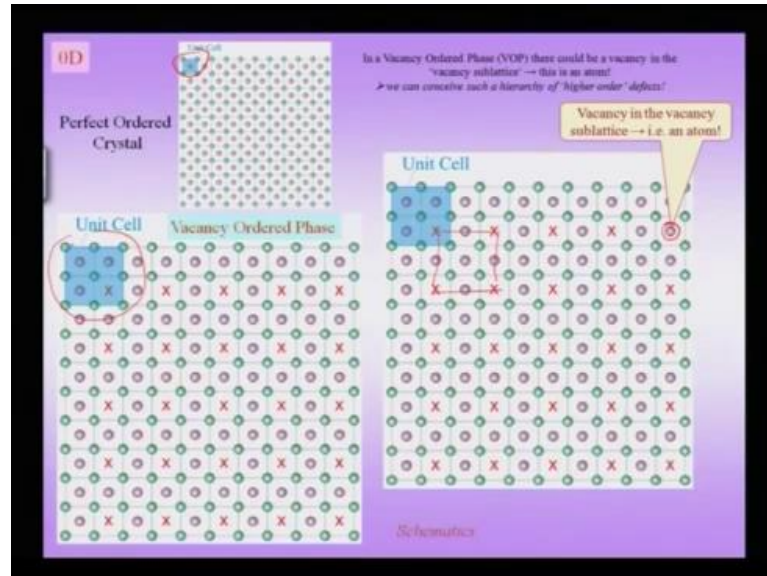 0D
Unit Cell
In a Vacancy Ordered Phase (VOP) there could be a vacancy in the
'vacancy sublattice' → this is an atom!
➤ we can conceive such a hierarchy of 'higher order' defects!
Perfect Ordered
Crystal
Vacancy in the vacancy
sublattice → i.e. an atom!
Unit Cell
Unit Cell
Vacancy Ordered Phase
X X X X
X X X X X
X X X X X
X X X X X
X X X X X
X X X X X
X X X X X
X X X X X
X X X X X
X X X X X
Schematics